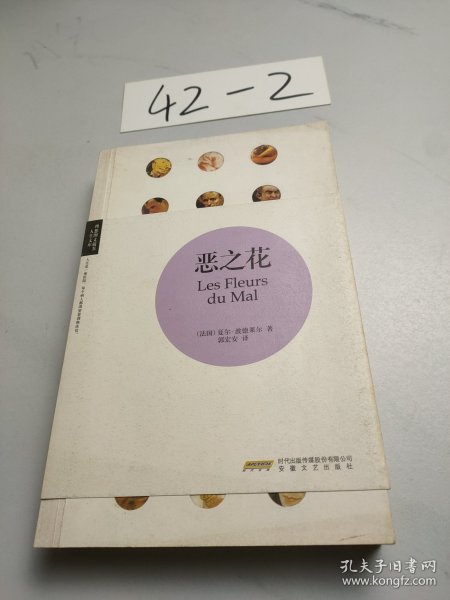 42-2
恶之花
Les Fleurs
du Mal
(法国)夏尔·波德莱尔 著
郭宏安 译
时代出版传媒股份有限公司
安徽文艺出版社
孔夫子旧书网
www.kongfz.com